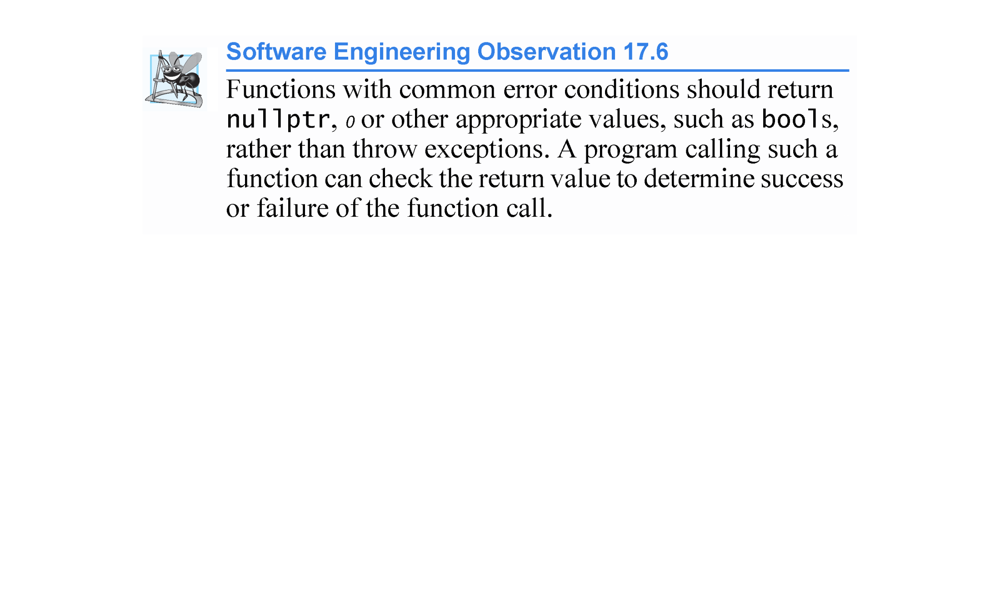 Software Engineering Observation 17.6
Functions with common error conditions should return
nullptr, 0 or other appropriate values, such as bools,
rather than throw exceptions. A program calling such a
function can check the return value to determine success
or failure of the function call.